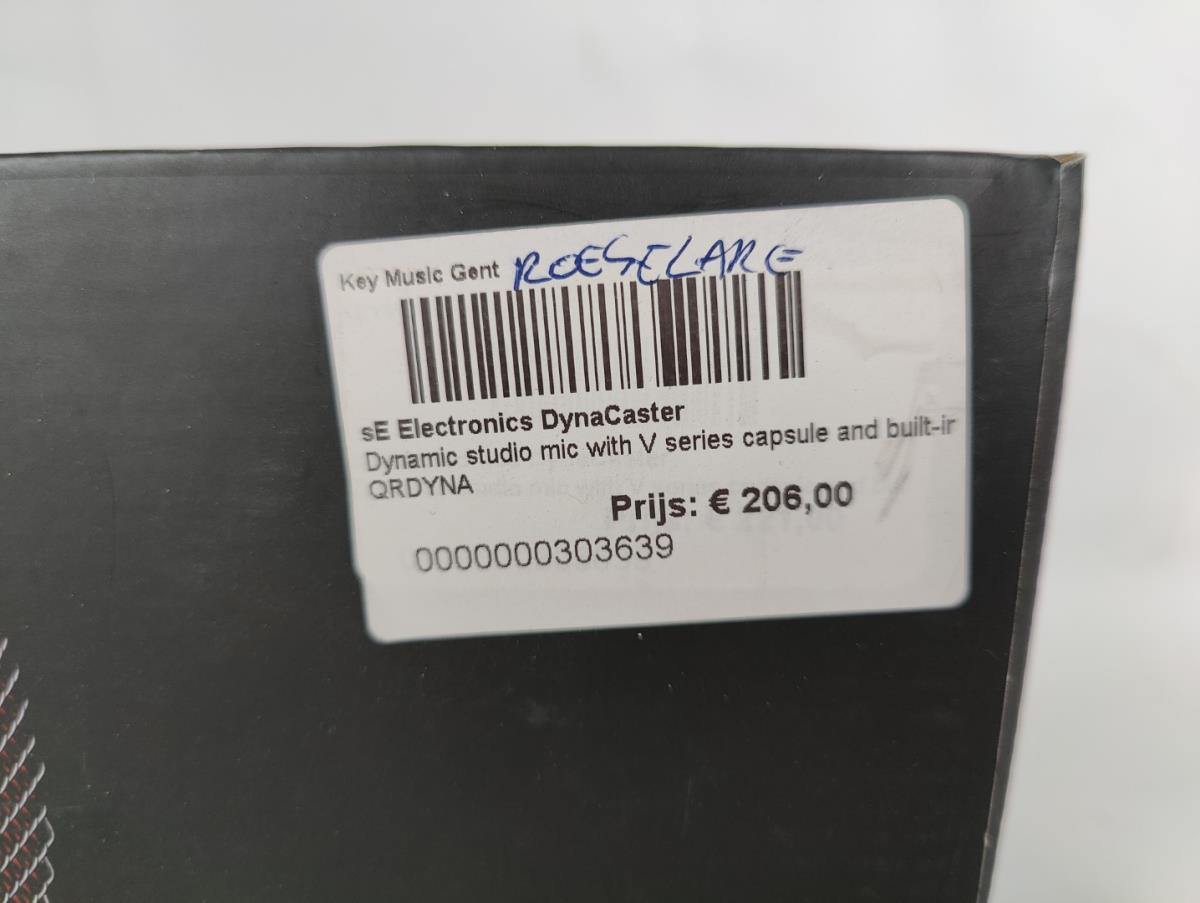 Key Music Gent ROESELARE
sE Electronics DynaCaster
Dynamic studio mic with V series capsule and built-ir
QRDYNA
Prijs: € 206,00
0000000303639